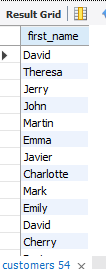 Result Grid
first_name
David
Theresa
Jerry
John
Martin
Emma
Javier
Charlotte
Mark
Emily
David
Cherry
customers 54